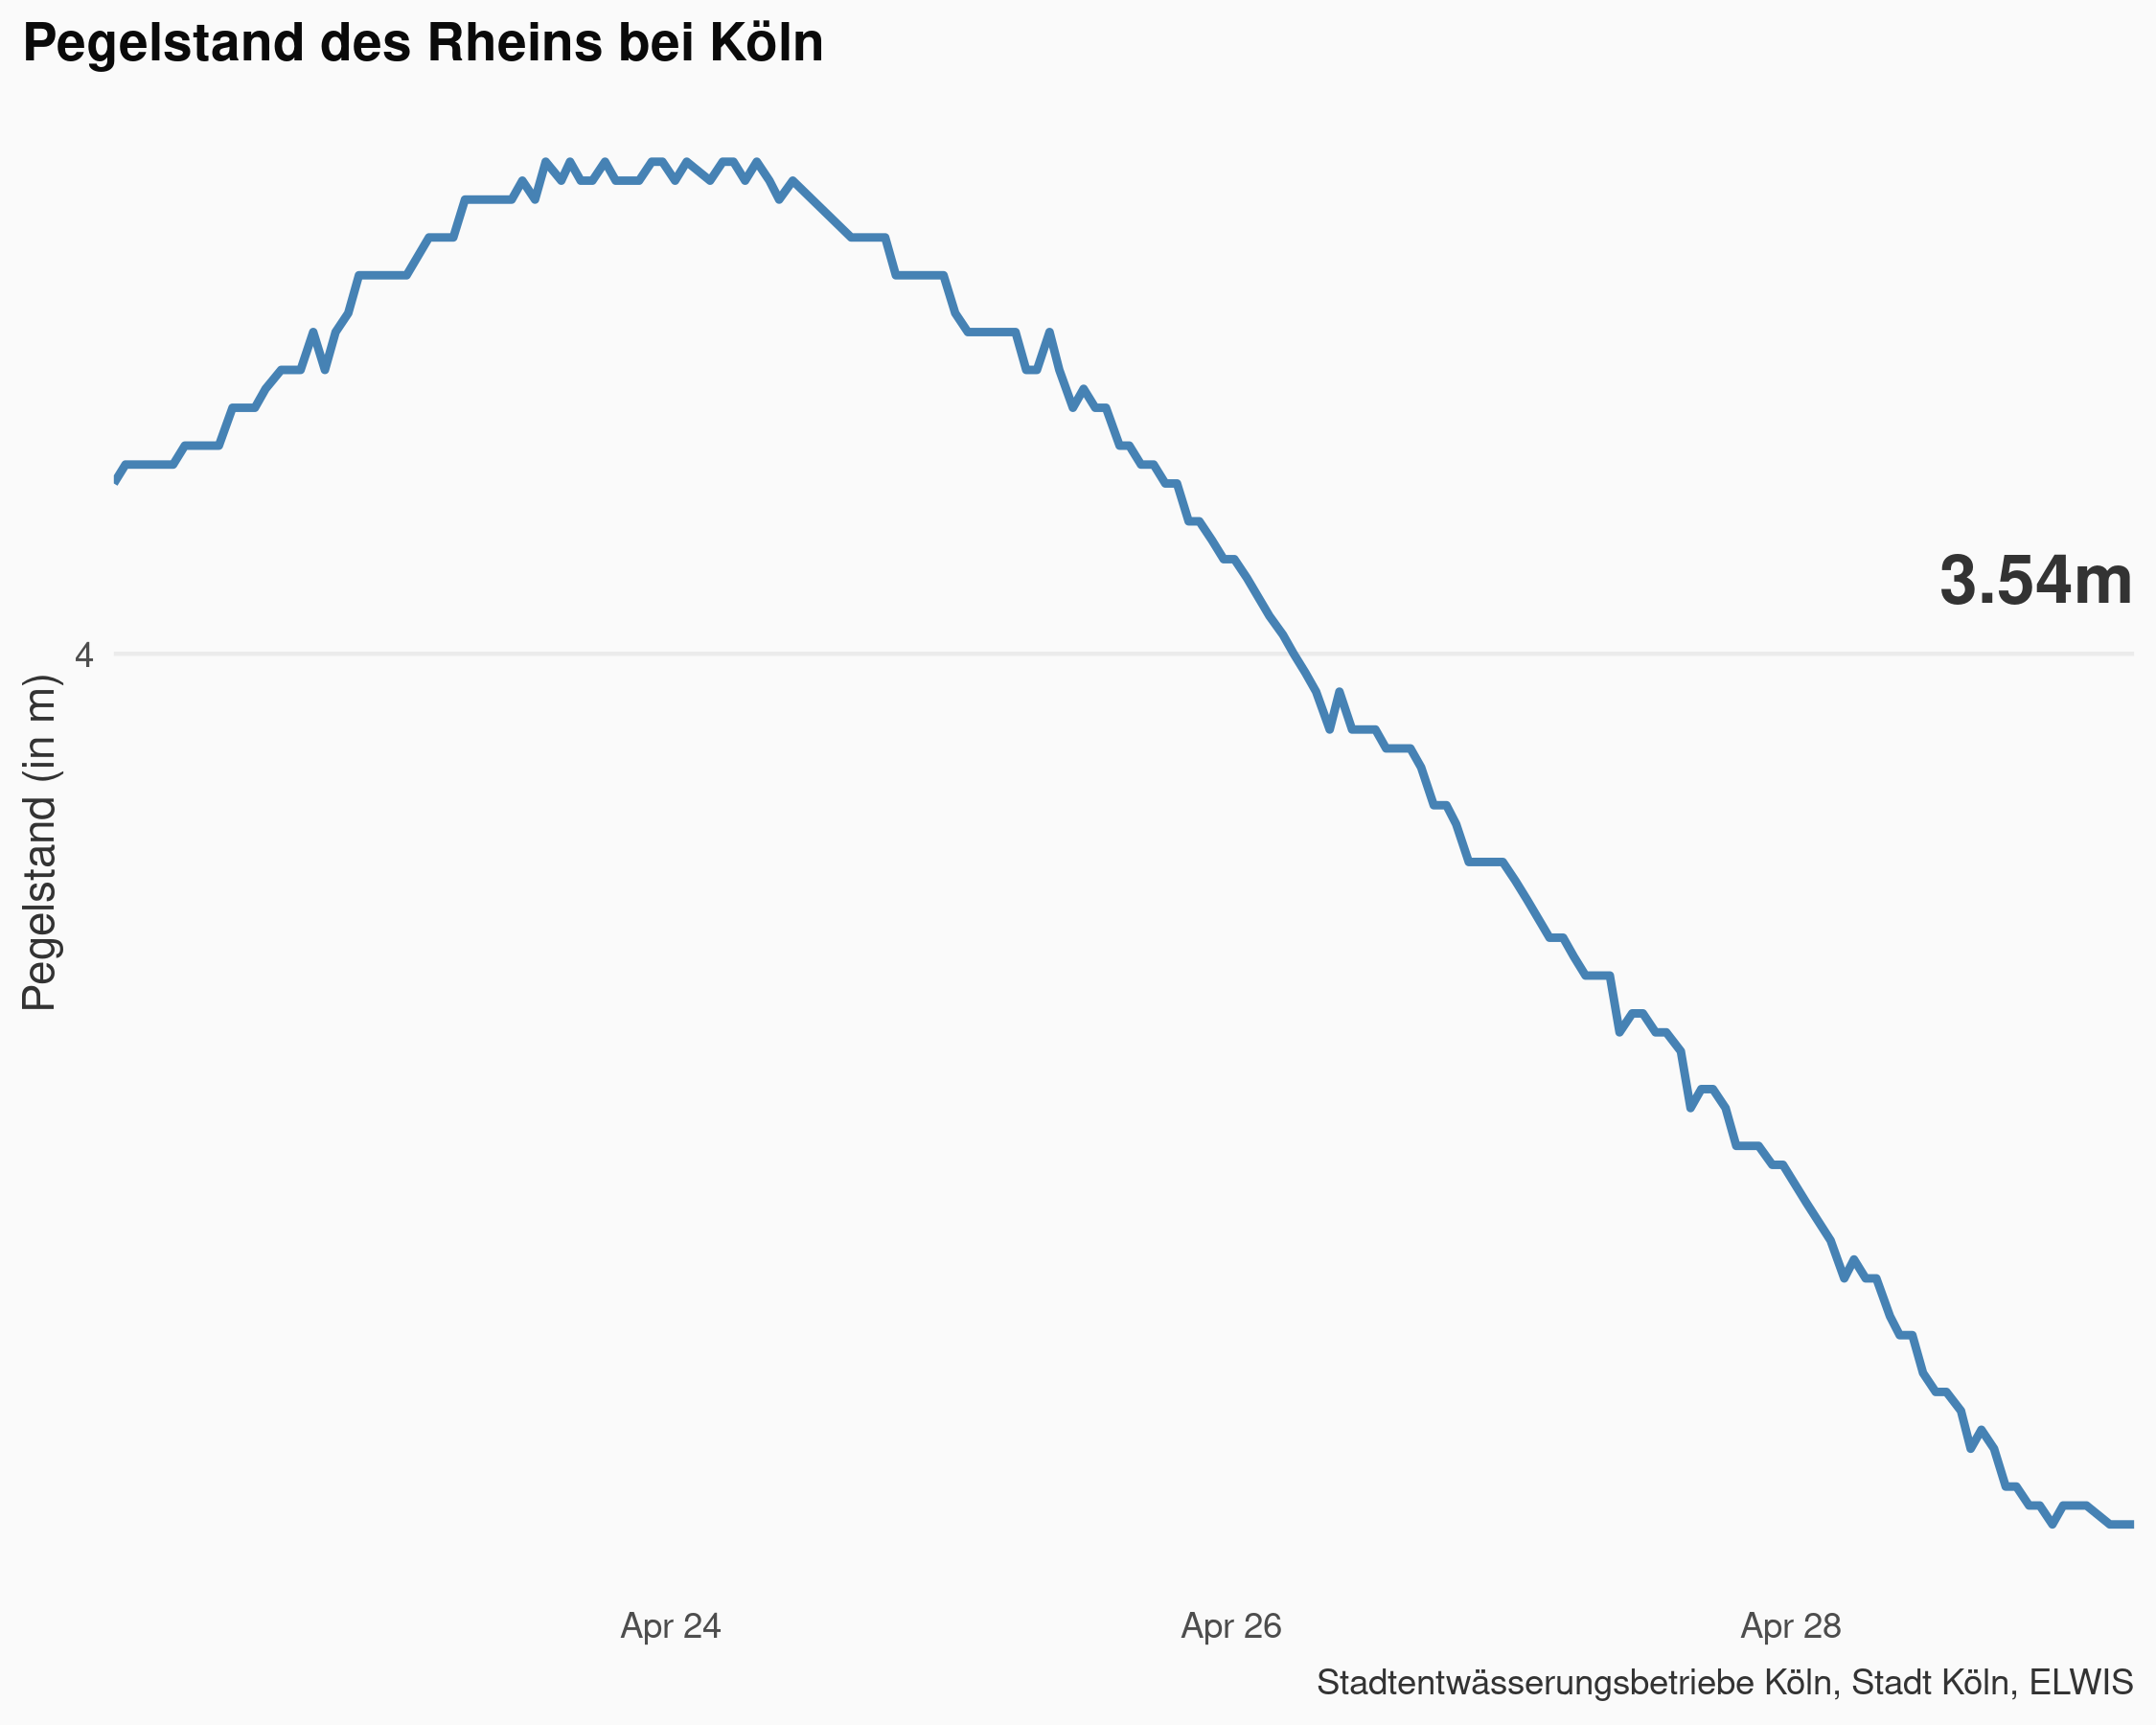 Pegelstand des Rheins bei Köln
3.54m
4
Pegelstand (in m)
Apr 24
Apr 26
Apr 28
Stadtentwässerungsbetriebe Köln, Stadt Köln, ELWIS